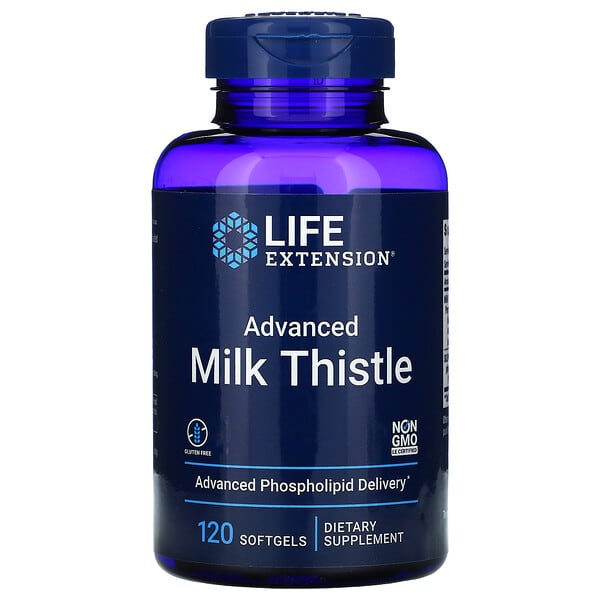 LIFE
EXTENSION®
Advanced
Milk Thistle
GLUTEN FREE
NON
GMO
LE CERTIFIED
Advanced Phospholipid Delivery*
120 SOFTGELS
DIETARY
SUPPLEMENT